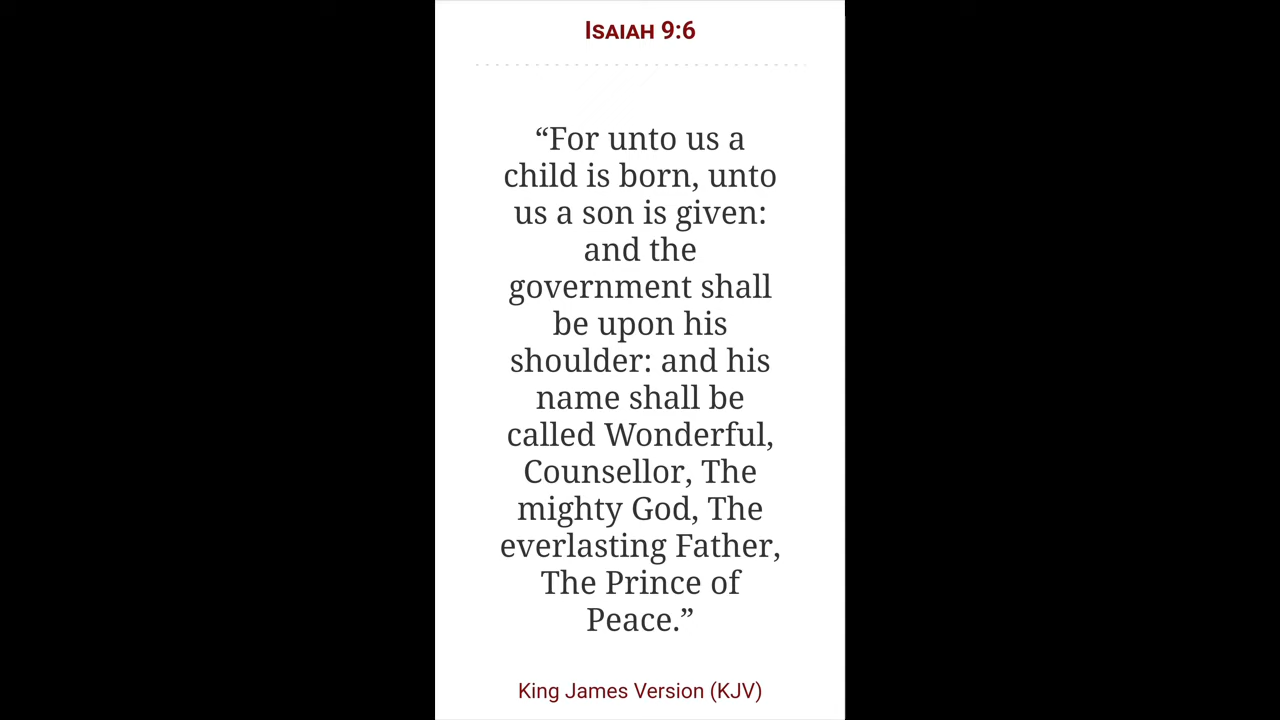 Isaiah 9:6
“For unto us a
child is born, unto
us a son is given:
and the
government shall
be upon his
shoulder: and his
name shall be
called Wonderful,
Counsellor, The
mighty God, The
everlasting Father,
The Prince of
Peace.”
King James Version (KJV)